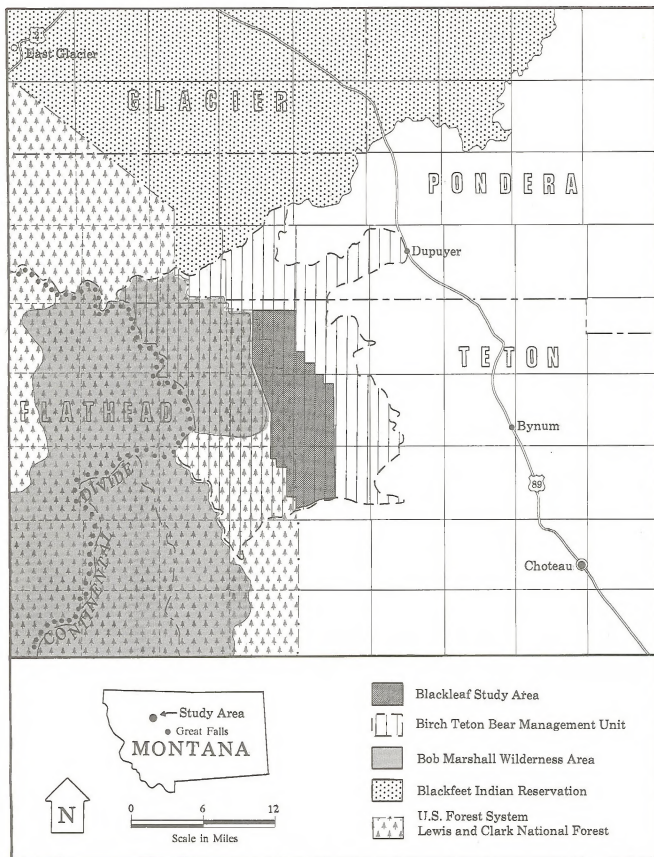 2
East Glacier
GLACIER
PONDERA
Dupuyer
TETON
FLATHEAD
Bynum
DIVIDE
89
CONTINENTAL
Choteau
Study Area
Great Falls
MONTANA
N
0 6 12
Scale in Miles
Blackleaf Study Area
Birch Teton Bear Management Unit
Bob Marshall Wilderness Area
Blackfeet Indian Reservation
U.S. Forest System
Lewis and Clark National Forest